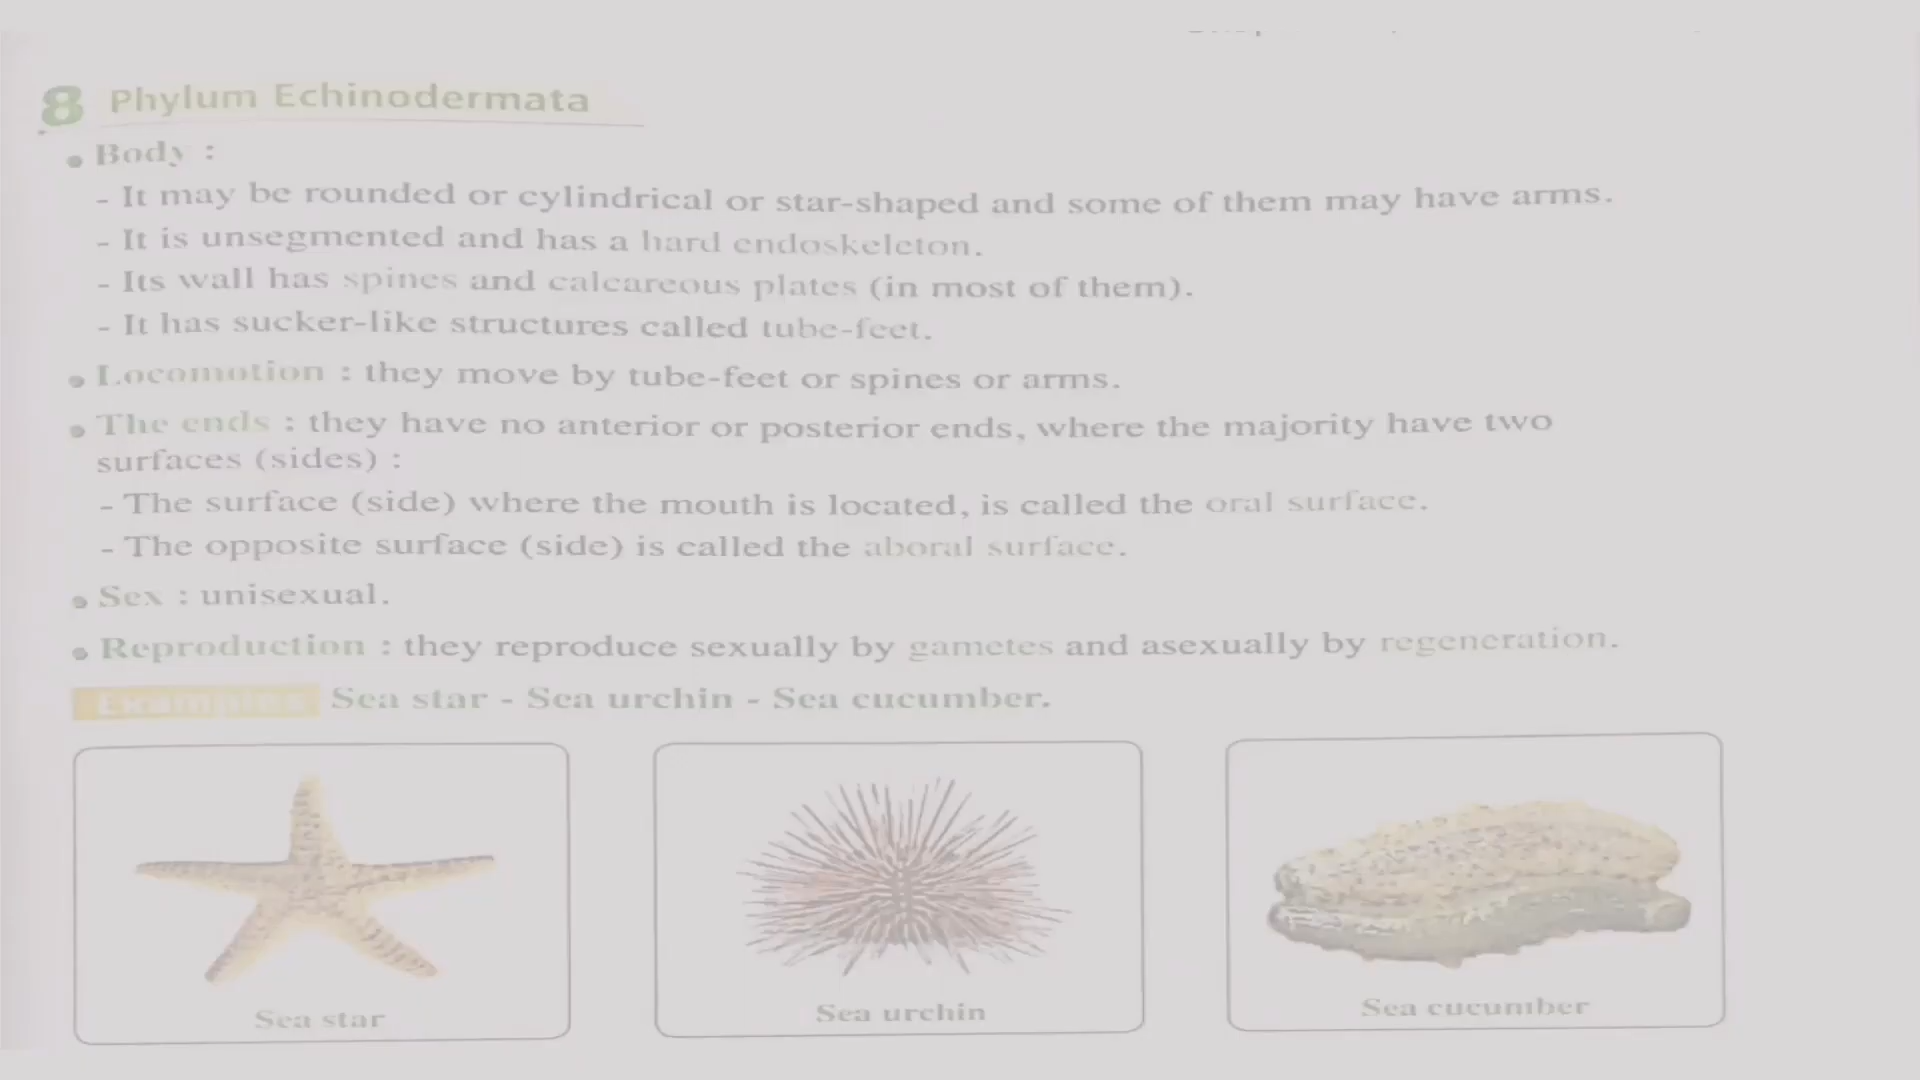 8 Phylum Echinodermata
• Body :
- It may be rounded or cylindrical or star-shaped and some of them may have arms.
- It is unsegmented and has a hard endoskeleton.
- Its wall has spines and calcareous plates (in most of them).
- It has sucker-like structures called tube-feet.
• Locomotion : they move by tube-feet or spines or arms.
• The ends : they have no anterior or posterior ends, where the majority have two
surfaces (sides) :
- The surface (side) where the mouth is located, is called the oral surface.
- The opposite surface (side) is called the aboral surface.
• Sex : unisexual.
• Reproduction : they reproduce sexually by gametes and asexually by regeneration.
Examples Sea star - Sea urchin - Sea cucumber.
Sea star
Sea urchin
Sea cucumber